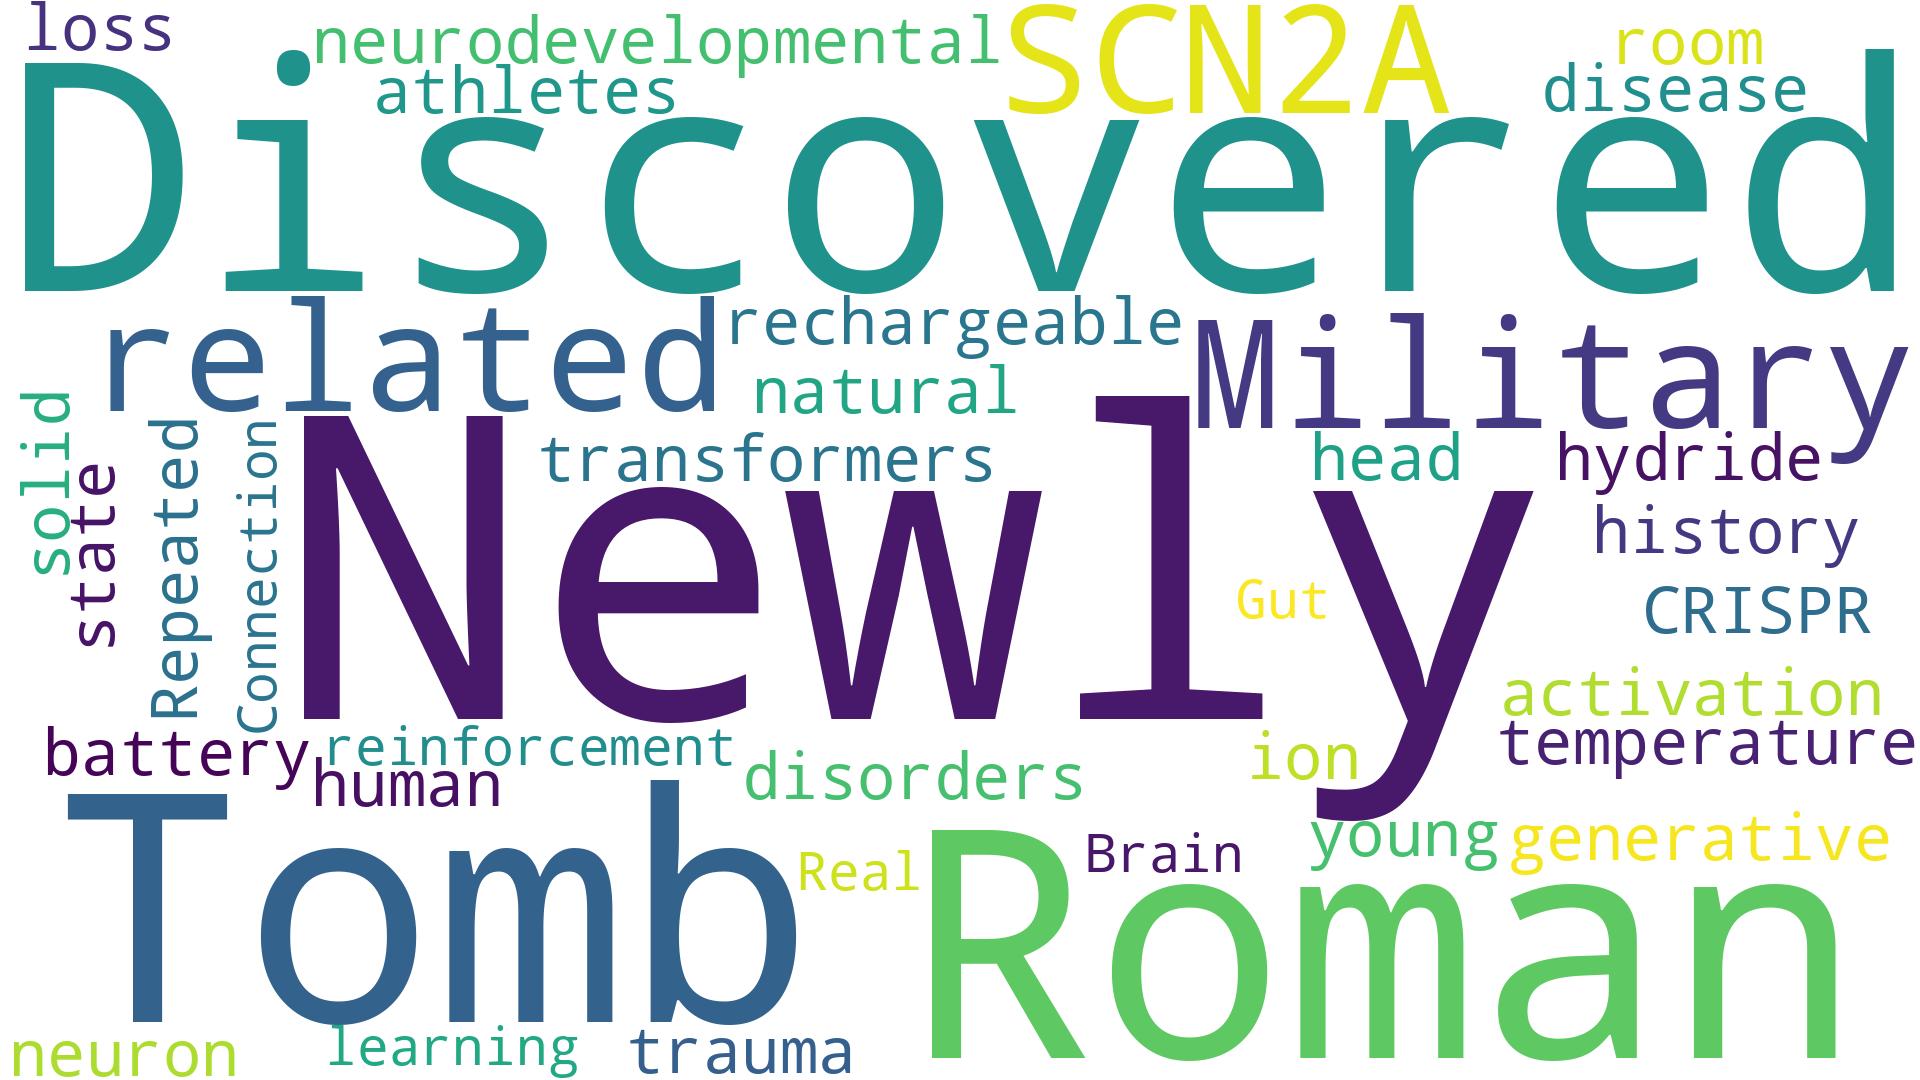 loss
neurodevelopmental
SCN2A
room
athletes
disease
Discovered
related
rechargeable
Military
natural
solid
state
Repeated
Connection
transformers
head
hydride
Newly
history
Gut
CRISPR
activation
battery
reinforcement
temperature
human
disorders
ion
Tomb
Real
Brain
young
generative
Roman
neuron
learning
trauma